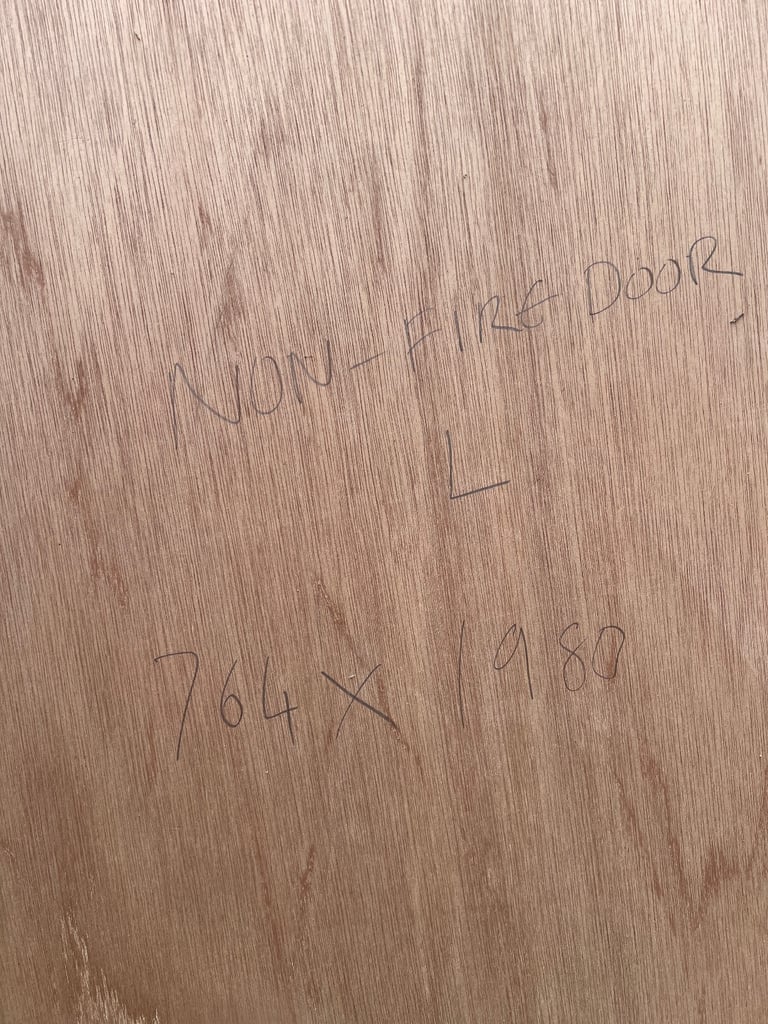 NON-FIRE DOOR
L
764 X 1980